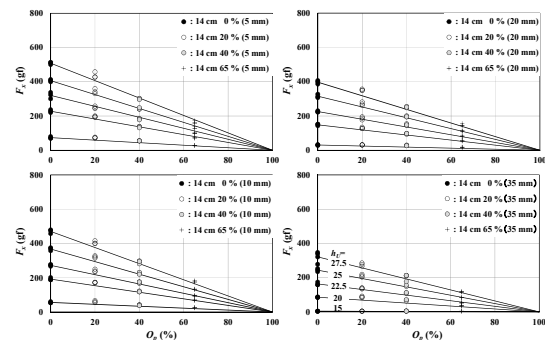 800
600
400
200
0
F_x (gf)
0 20 40 60 80 100
● : 14 cm 0 % (5 mm)
○ : 14 cm 20 % (5 mm)
○ : 14 cm 40 % (5 mm)
+ : 14 cm 65 % (5 mm)
800
600
400
200
0
F_x (gf)
0 20 40 60 80 100
● : 14 cm 0 % (20 mm)
○ : 14 cm 20 % (20 mm)
○ : 14 cm 40 % (20 mm)
+ : 14 cm 65 % (20 mm)
800
600
400
200
0
F_x (gf)
0 20 40 60 80 100
O_p (%)
● : 14 cm 0 % (10 mm)
○ : 14 cm 20 % (10 mm)
○ : 14 cm 40 % (10 mm)
+ : 14 cm 65 % (10 mm)
800
600
400
200
0
F_x (gf)
0 20 40 60 80 100
O_p (%)
● : 14 cm 0 % (35 mm)
○ : 14 cm 20 % (35 mm)
○ : 14 cm 40 % (35 mm)
+ : 14 cm 65 % (35 mm)
h_U=
27.5
25
22.5
20
15